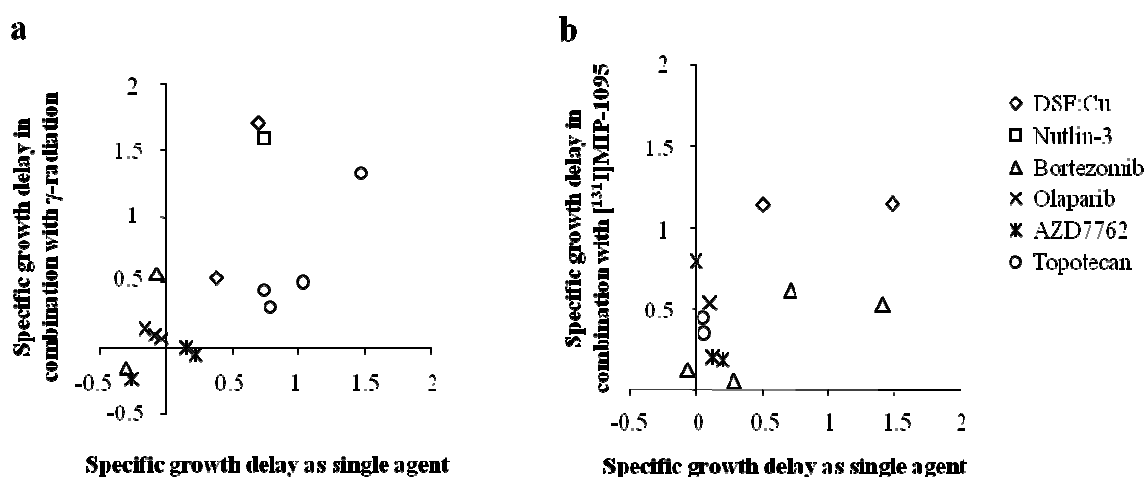 a
Specific growth delay in
combination with γ-radiation
2
1.5
1
0.5
-0.5
0.5
1
1.5
2
-0.5
Specific growth delay as single agent
b
Specific growth delay in
combination with [¹³¹I]MIP-1095
2
1.5
1
0.5
-0.5
0
0.5
1
1.5
2
Specific growth delay as single agent
DSF:Cu
Nutlin-3
Bortezomib
Olaparib
AZD7762
Topotecan